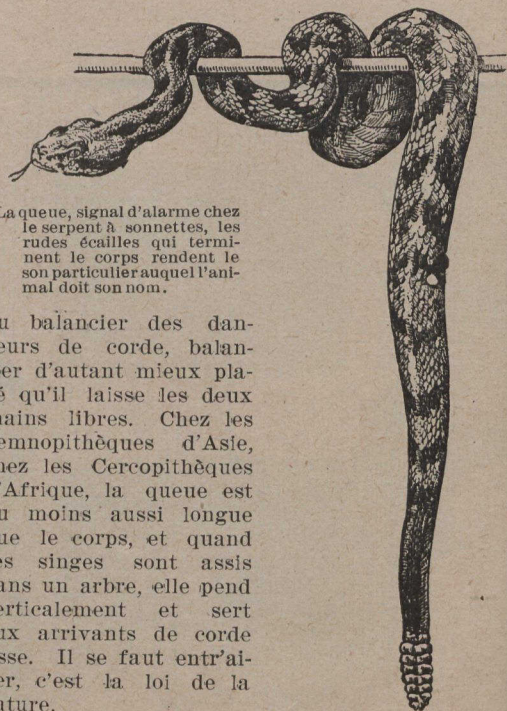 La queue, signal d'alarme chez
le serpent à sonnettes, les
rudes écailles qui termi-
nent le corps rendent le
son particulier auquel l'ani-
mal doit son nom.
u balancier des dan-
eurs de corde, balan-
er d'autant mieux pla-
é qu'il laisse les deux
ains libres. Chez les
emnopithèques d'Asie,
hez les Cercopithèques
'Afrique, la queue est
u moins aussi longue
ue le corps, et quand
es singes sont assis
ans un arbre, elle pend
erticalement et sert
ux arrivants de corde
sse. Il se faut entr'ai-
er, c'est la loi de la
ature.